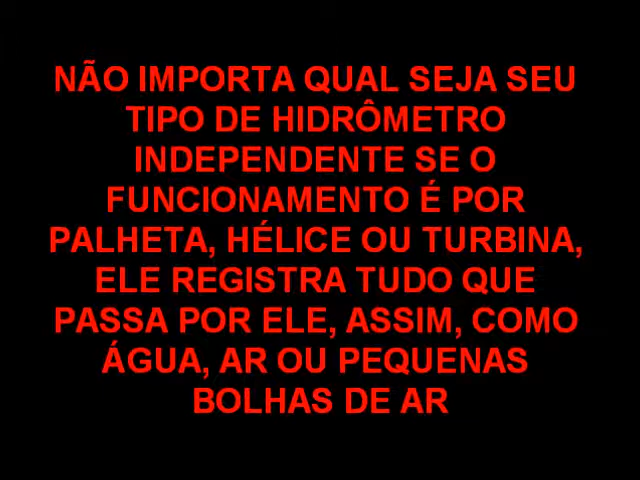 NÃO IMPORTA QUAL SEJA SEU
TIPO DE HIDRÔMETRO
INDEPENDENTE SE O
FUNCIONAMENTO É POR
PALHETA, HÉLICE OU TURBINA,
ELE REGISTRA TUDO QUE
PASSA POR ELE, ASSIM, COMO
ÁGUA, AR OU PEQUENAS
BOLHAS DE AR